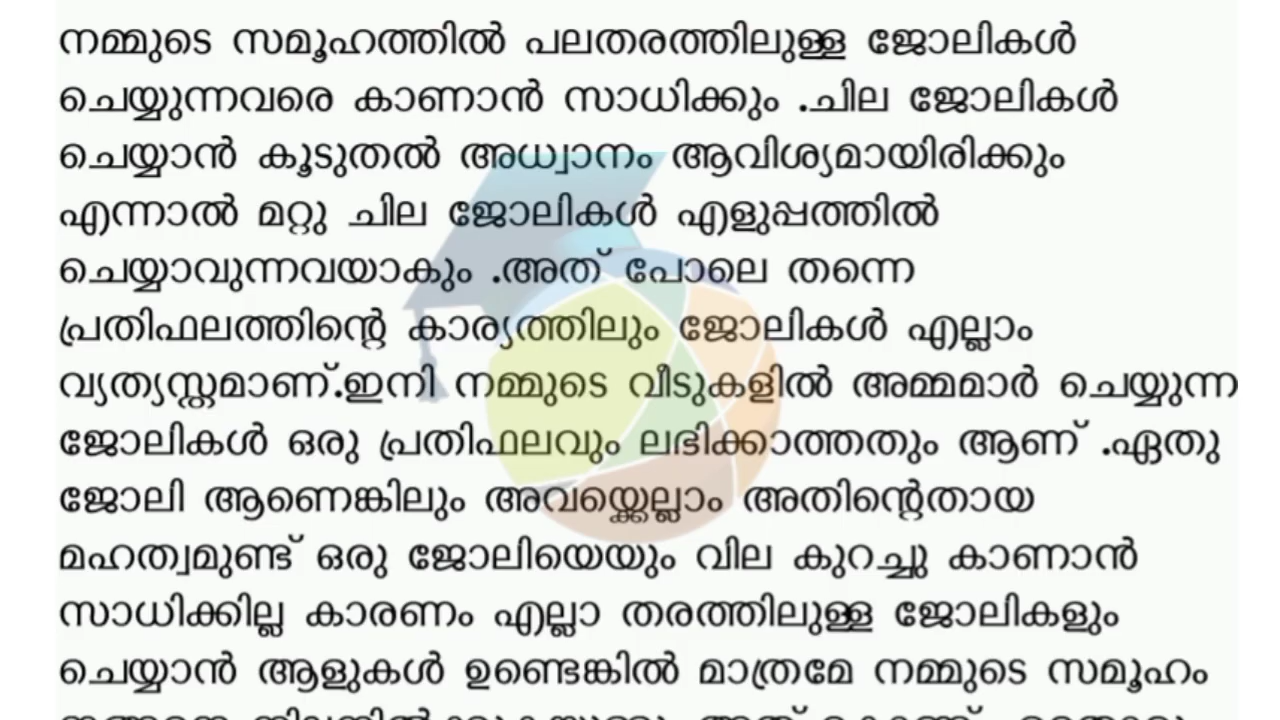 നമ്മുടെ സമൂഹത്തിൽ പലതരത്തിലുള്ള ജോലികൾ
ചെയ്യുന്നവരെ കാണാൻ സാധിക്കും .ചില ജോലികൾ
ചെയ്യാൻ കൂടുതൽ അധ്വാനം ആവിശ്യമായിരിക്കും
എന്നാൽ മറ്റു ചില ജോലികൾ എളുപ്പത്തിൽ
ചെയ്യാവുന്നവയാകും .അത് പോലെ തന്നെ
പ്രതിഫലത്തിന്റെ കാര്യത്തിലും ജോലികൾ എല്ലാം
വ്യത്യസ്തമാണ്.ഇനി നമ്മുടെ വീടുകളിൽ അമ്മമാർ ചെയ്യുന്ന
ജോലികൾ ഒരു പ്രതിഫലവും ലഭിക്കാത്തതും ആണ് .ഏതു
ജോലി ആണെങ്കിലും അവയ്ക്കെല്ലാം അതിന്റെതായ
മഹത്വമുണ്ട് ഒരു ജോലിയെയും വില കുറച്ചു കാണാൻ
സാധിക്കില്ല കാരണം എല്ലാ തരത്തിലുള്ള ജോലികളും
ചെയ്യാൻ ആളുകൾ ഉണ്ടെങ്കിൽ മാത്രമേ നമ്മുടെ സമൂഹം